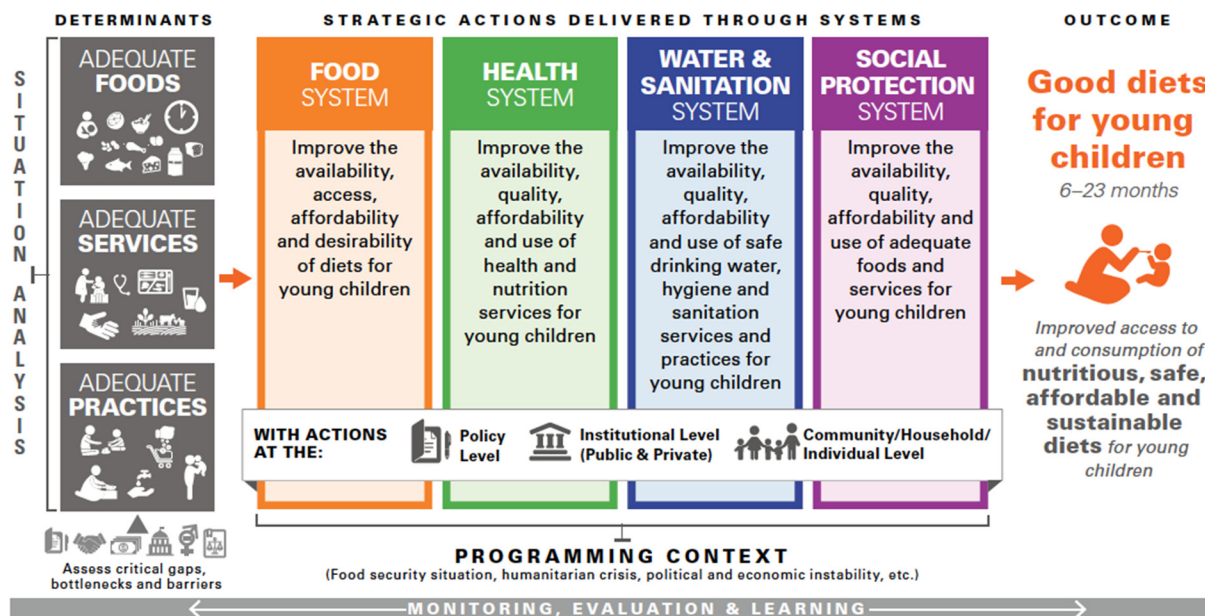 DETERMINANTS
STRATEGIC ACTIONS DELIVERED THROUGH SYSTEMS
OUTCOME
SITUATION ANALYSIS
ADEQUATE
FOODS
ADEQUATE
SERVICES
ADEQUATE
PRACTICES
Assess critical gaps,
bottlenecks and barriers
FOOD
SYSTEM
Improve the
availability,
access,
affordability
and desirability
of diets for
young children
HEALTH
SYSTEM
Improve the
availability,
quality,
affordability
and use of
health and
nutrition
services for
young children
WATER &
SANITATION
SYSTEM
Improve the
availability,
quality,
affordability
and use of safe
drinking water,
hygiene and
sanitation
services and
practices for
young children
SOCIAL
PROTECTION
SYSTEM
Improve the
availability,
quality,
affordability and
use of adequate
foods and
services for
young children
WITH ACTIONS
AT THE:
Policy
Level
Institutional Level
(Public & Private)
Community/Household/
Individual Level
Good diets
for young
children
6–23 months
Improved access to
and consumption of
nutritious, safe,
affordable and
sustainable
diets for young
children
PROGRAMMING CONTEXT
(Food security situation, humanitarian crisis, political and economic instability, etc.)
MONITORING, EVALUATION & LEARNING